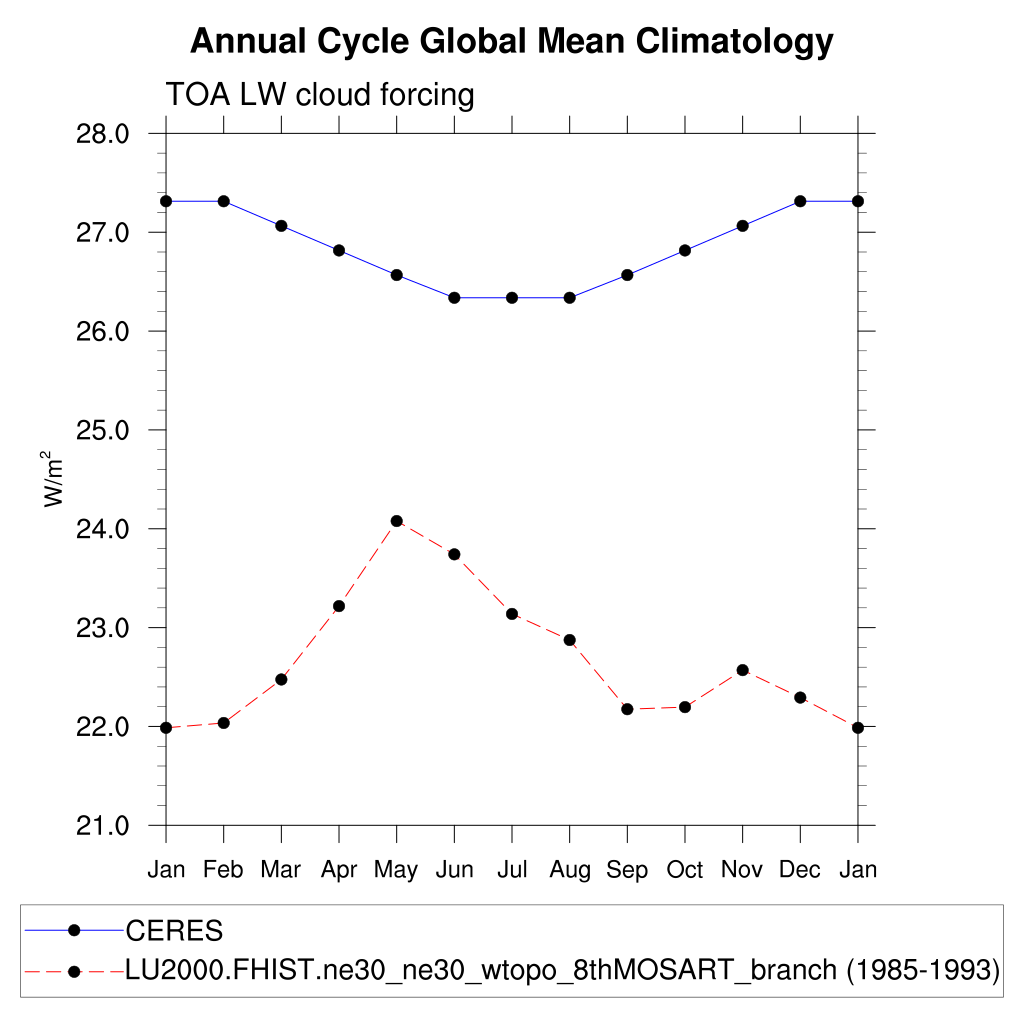 Annual Cycle Global Mean Climatology
TOA LW cloud forcing
28.0
27.0
26.0
25.0
24.0
23.0
22.0
21.0
W/m²
Jan Feb Mar Apr May Jun Jul Aug Sep Oct Nov Dec Jan
CERES
LU2000.FHIST.ne30_ne30_wtopo_8thMOSART_branch (1985-1993)